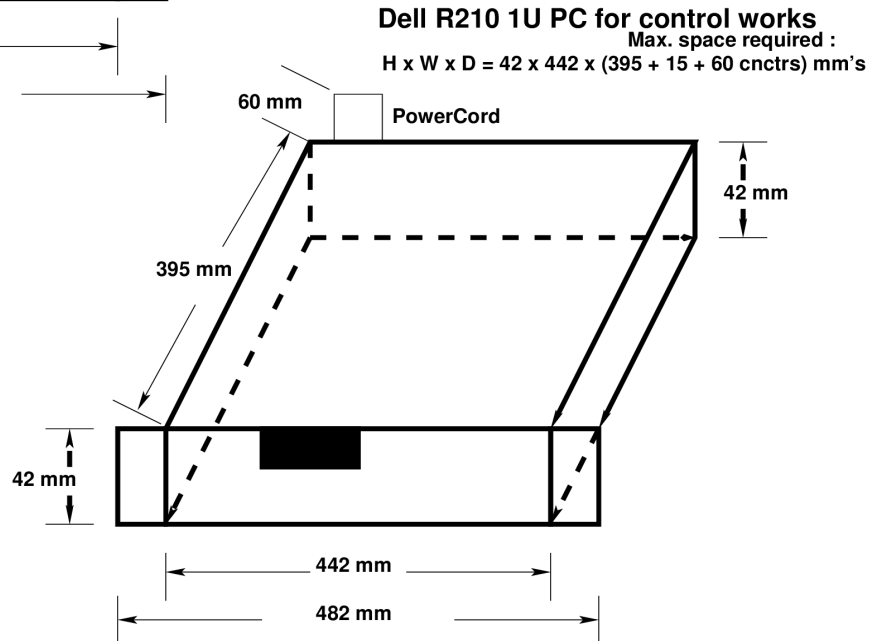 Dell R210 1U PC for control works
Max. space required :
H x W x D = 42 x 442 x (395 + 15 + 60 cnctrs) mm's
60 mm
PowerCord
42 mm
395 mm
42 mm
442 mm
482 mm